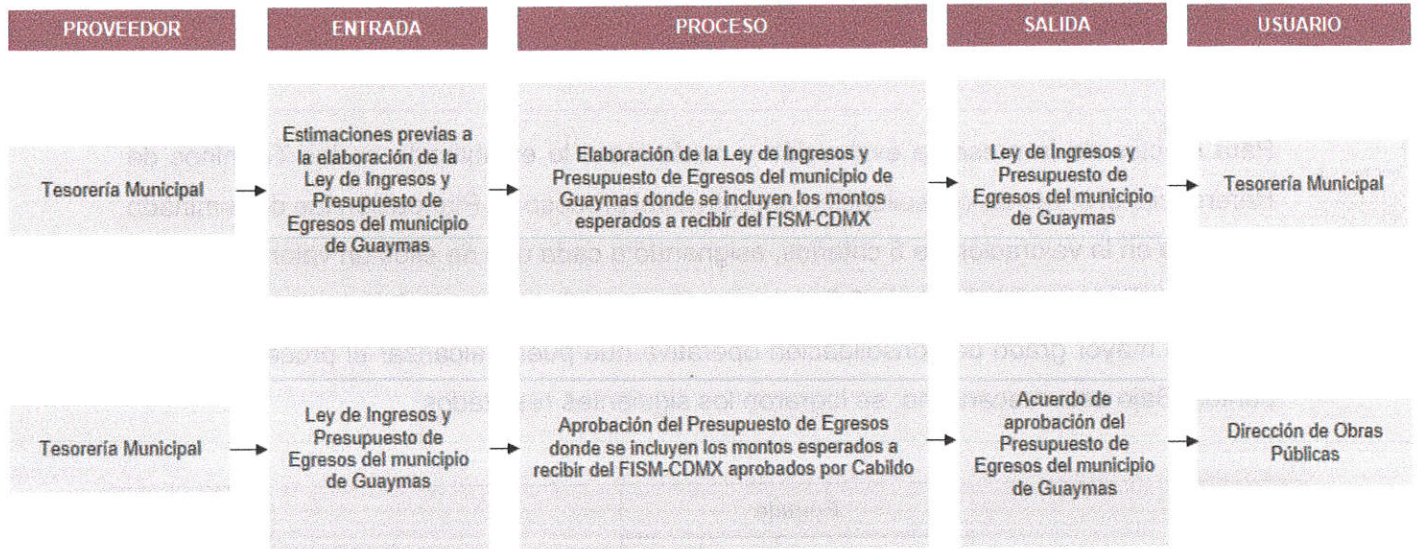 PROVEEDOR
ENTRADA
PROCESO
SALIDA
USUARIO
Tesorería Municipal
Estimaciones previas a
la elaboración de la
Ley de Ingresos y
Presupuesto de
Egresos del municipio
de Guaymas
Elaboración de la Ley de Ingresos y
Presupuesto de Egresos del municipio de
Guaymas donde se incluyen los montos
esperados a recibir del FISM-CDMX
Ley de Ingresos y
Presupuesto de
Egresos del municipio
de Guaymas
Tesorería Municipal
Tesorería Municipal
Ley de Ingresos y
Presupuesto de
Egresos del municipio
de Guaymas
Aprobación del Presupuesto de Egresos
donde se incluyen los montos esperados a
recibir del FISM-CDMX aprobados por Cabildo
Acuerdo de
aprobación del
Presupuesto de
Egresos del municipio
de Guaymas
Dirección de Obras
Públicas